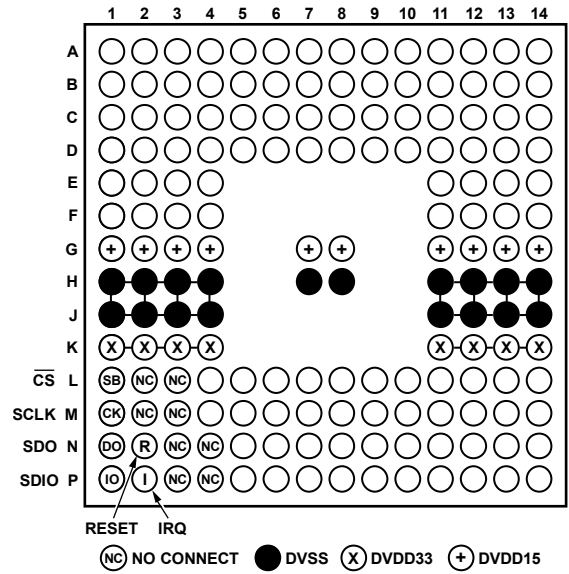 1 2 3 4 5 6 7 8 9 10 11 12 13 14
A
B
C
D
E
F
G + + + + + + + + + +
H
J
K X X X X X X X X
CS L SB NC NC
SCLK M CK NC NC
SDO N DO R NC NC
SDIO P IO I NC NC
RESET IRQ
NC NO CONNECT DVSS X DVDD33 + DVDD15